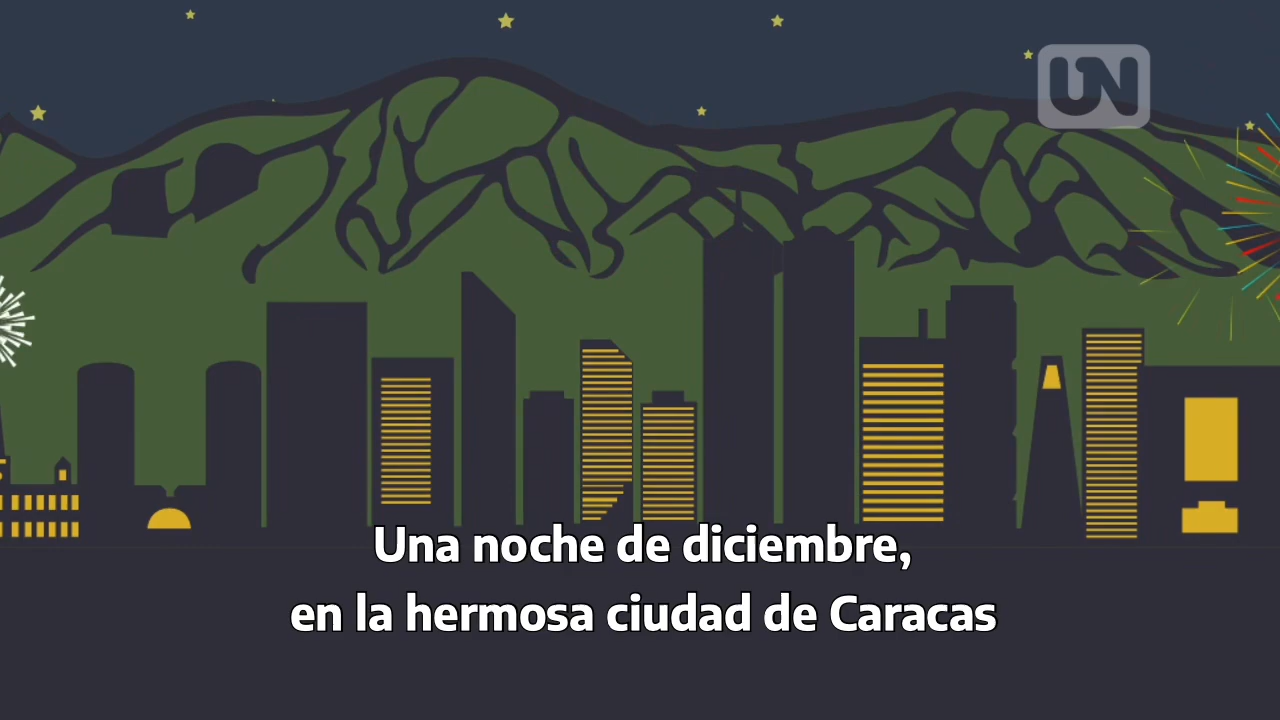 UN
Una noche de diciembre,
en la hermosa ciudad de Caracas